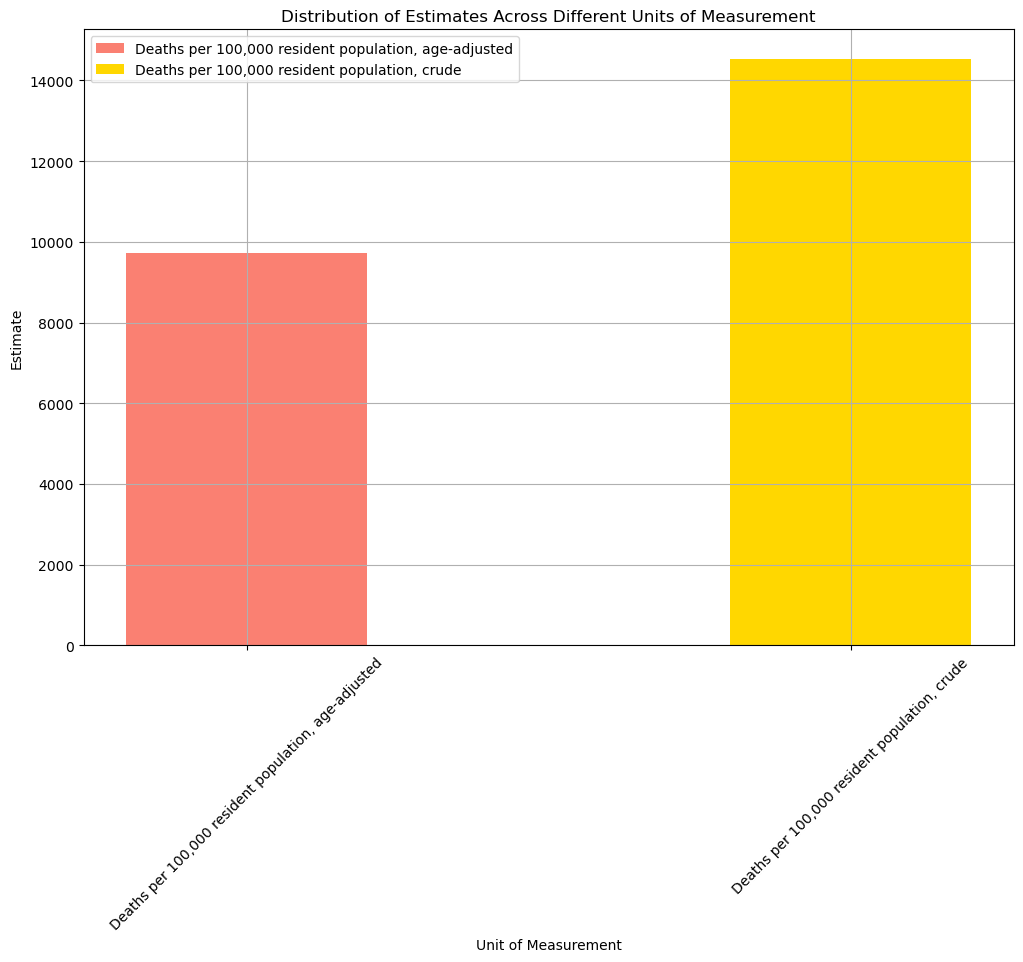 Distribution of Estimates Across Different Units of Measurement
Deaths per 100,000 resident population, age-adjusted
Deaths per 100,000 resident population, crude
14000
12000
10000
8000
6000
4000
2000
0
Estimate
Deaths per 100,000 resident population, age-adjusted
Deaths per 100,000 resident population, crude
Unit of Measurement